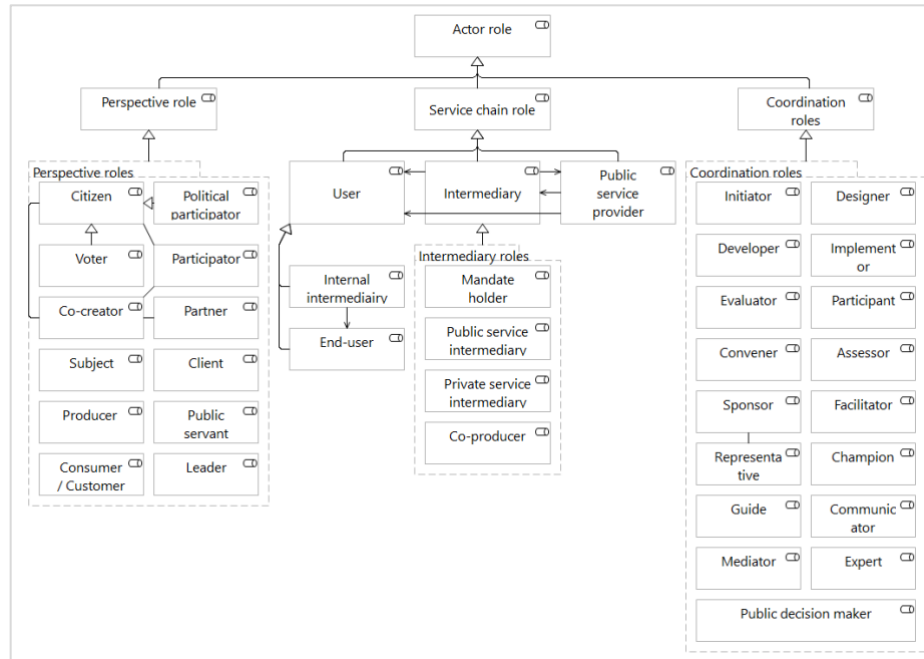 Actor role
Perspective role
Service chain role
Coordination
roles
Perspective roles
Citizen
Political
participator
Voter
Participator
Co-creator
Partner
Subject
Client
Producer
Public
servant
Consumer
/ Customer
Leader
User
Intermediary
Public
service
provider
Internal
intermediairy
End-user
Intermediary roles
Mandate
holder
Public service
intermediary
Private service
intermediary
Co-producer
Coordination roles
Initiator
Designer
Developer
Implement
or
Evaluator
Participant
Convener
Assessor
Sponsor
Facilitator
Representa
tive
Champion
Guide
Communic
ator
Mediator
Expert
Public decision maker